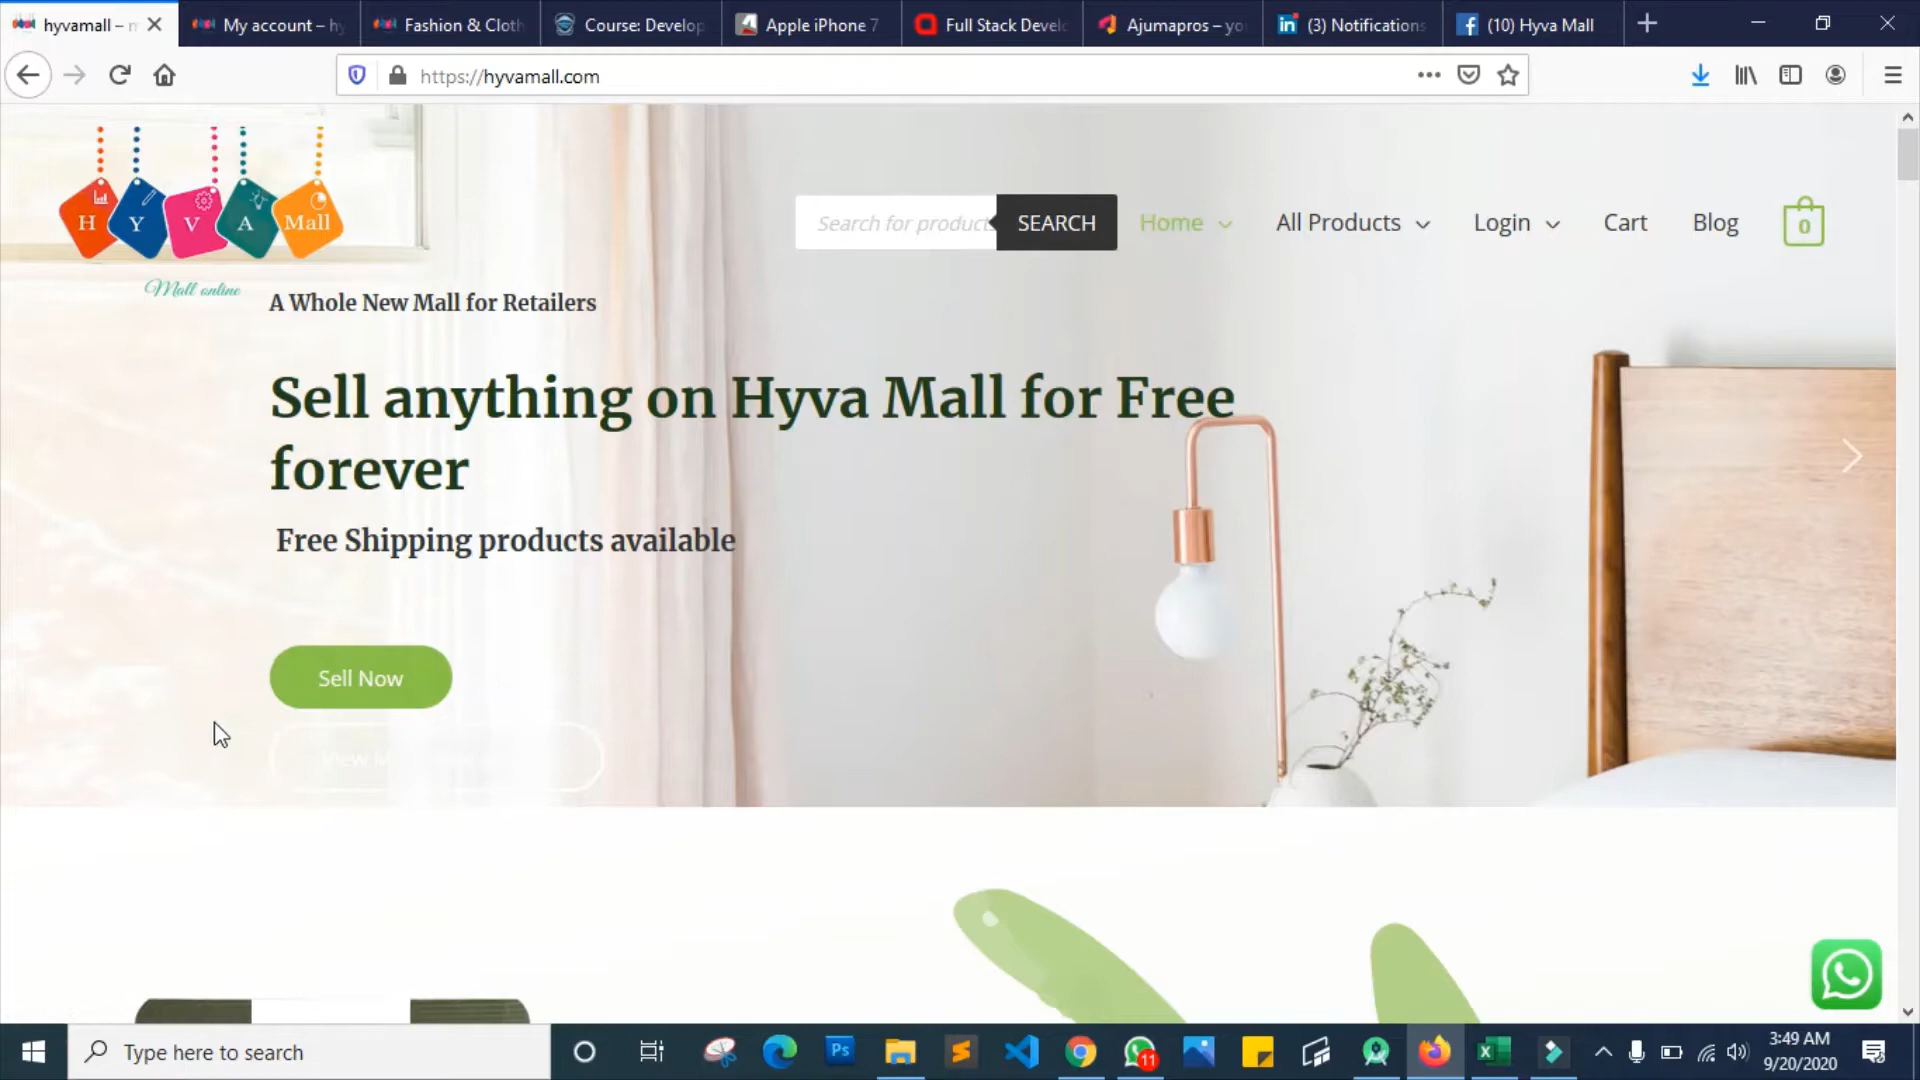 hyvamall – m
My account – hy
Fashion & Cloth
Course: Develop
Apple iPhone 7
Full Stack Develo
Ajumapros – yo
(3) Notifications
(10) Hyva Mall
https://hyvamall.com
H Y V A Mall
Mall online
Search for products
SEARCH
Home
All Products
Login
Cart
Blog
0
A Whole New Mall for Retailers
Sell anything on Hyva Mall for Free
forever
Free Shipping products available
Sell Now
Type here to search
Ps
11
3:49 AM
9/20/2020